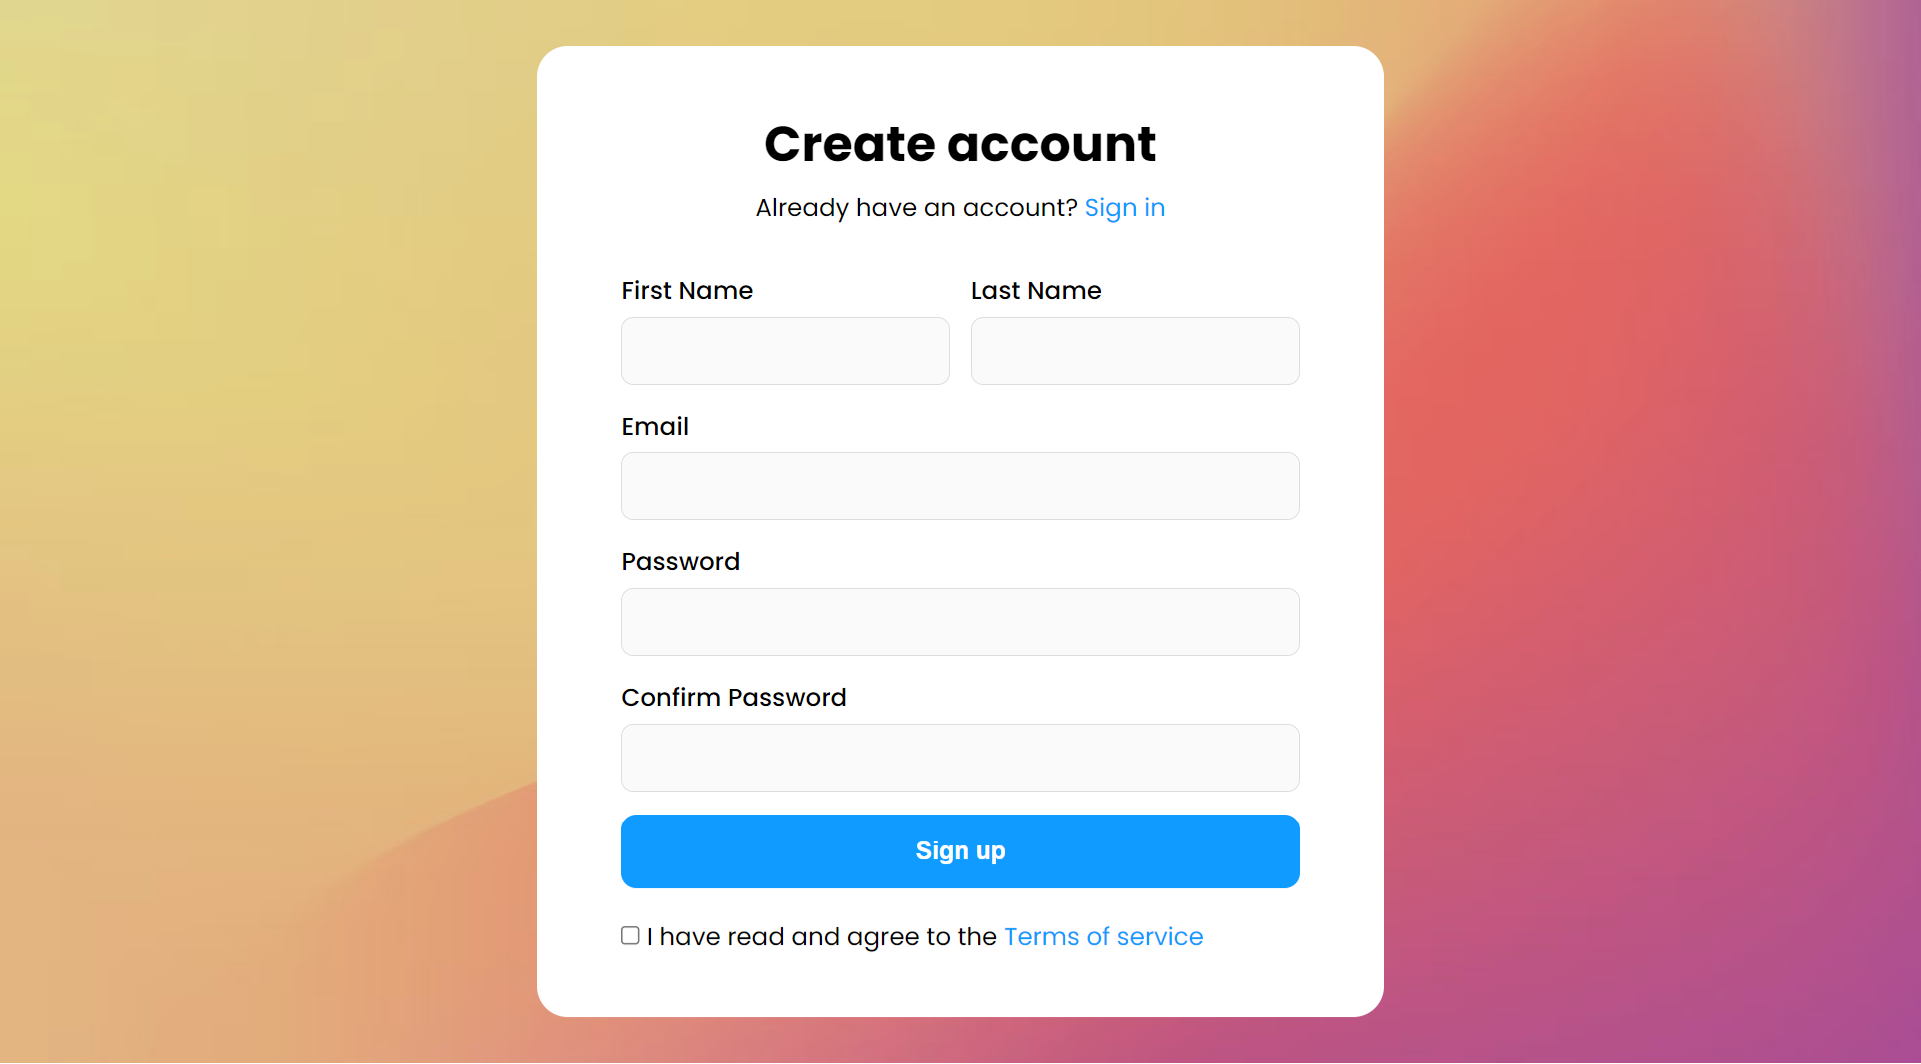 Create account
Already have an account? Sign in
First Name Last Name
Email
Password
Confirm Password
Sign up
I have read and agree to the Terms of service